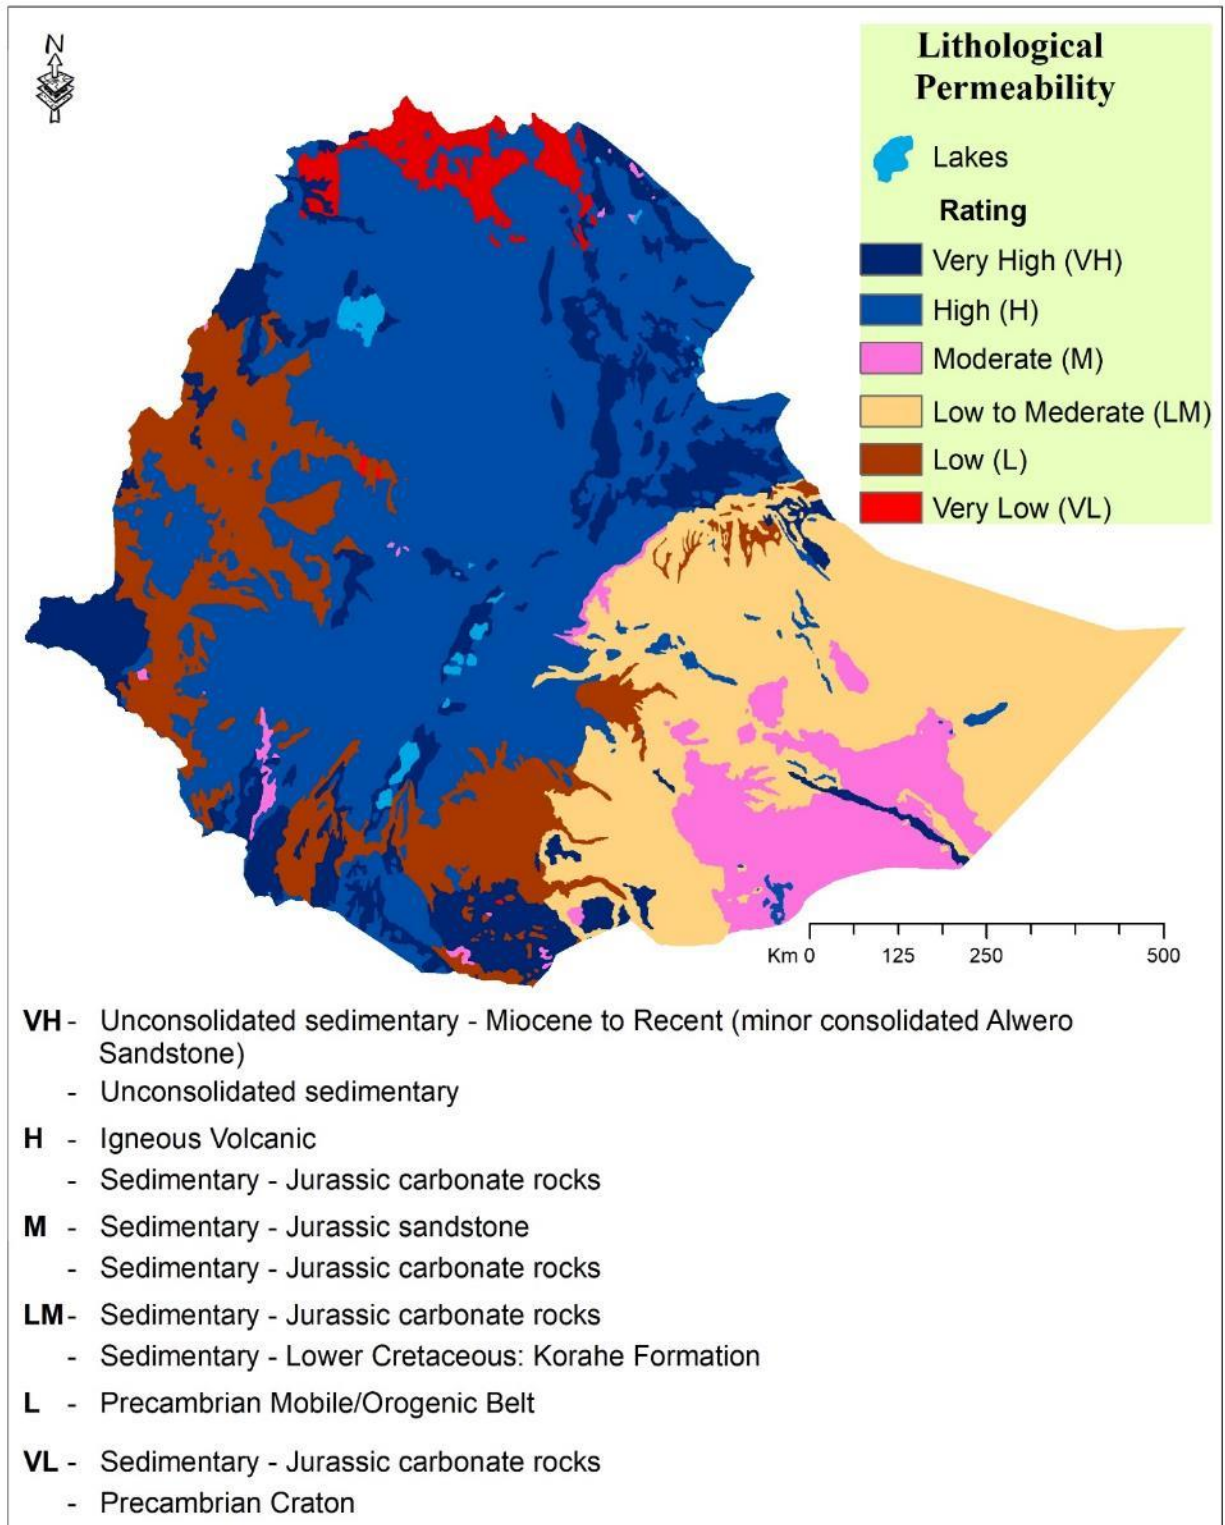 N
Lithological
Permeability
Lakes
Rating
Very High (VH)
High (H)
Moderate (M)
Low to Mederate (LM)
Low (L)
Very Low (VL)
Km 0 125 250 500
VH - Unconsolidated sedimentary - Miocene to Recent (minor consolidated Alwero
Sandstone)
- Unconsolidated sedimentary
H - Igneous Volcanic
- Sedimentary - Jurassic carbonate rocks
M - Sedimentary - Jurassic sandstone
- Sedimentary - Jurassic carbonate rocks
LM - Sedimentary - Jurassic carbonate rocks
- Sedimentary - Lower Cretaceous: Korahe Formation
L - Precambrian Mobile/Orogenic Belt
VL - Sedimentary - Jurassic carbonate rocks
- Precambrian Craton